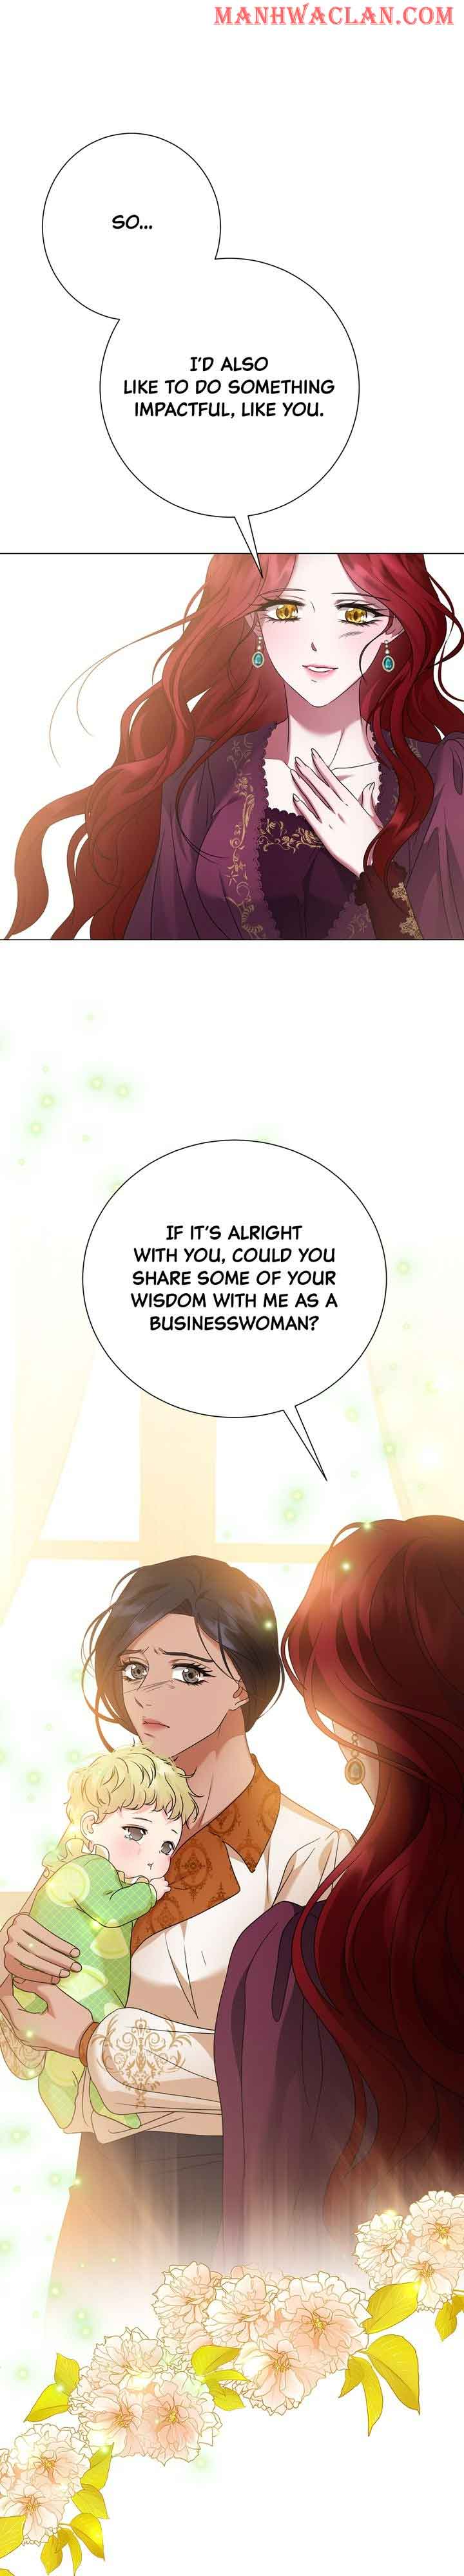 MANHWACLAN.COM
SO...
I'D ALSO
LIKE TO DO SOMETHING
IMPACTFUL, LIKE YOU.
IF IT'S ALRIGHT
WITH YOU, COULD YOU
SHARE SOME OF YOUR
WISDOM WITH ME AS A
BUSINESSWOMAN?